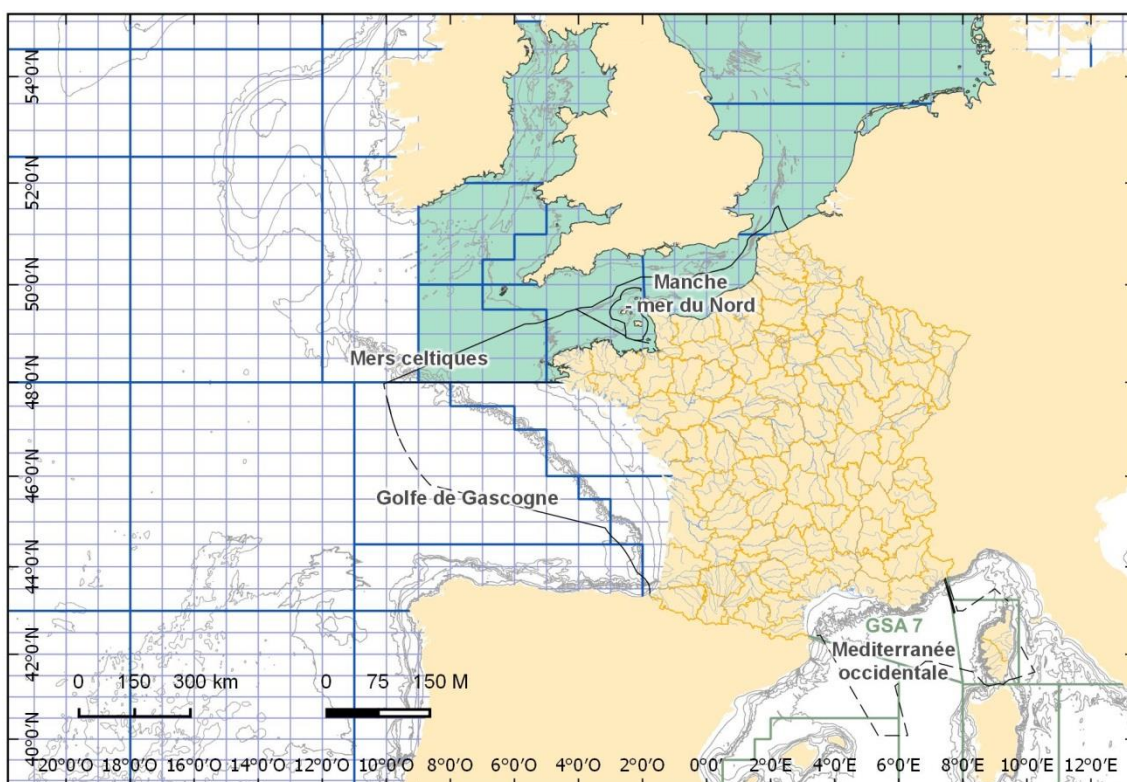 54°0'N
52°0'N
50°0'N
48°0'N
46°0'N
44°0'N
42°0'N
40°0'N
Manche
- mer du Nord
Mers celtiques
Golfe de Gascogne
GSA 7
Mediterranée
occidentale
0 150 300 km
0 75 150 M
20°0'O 18°0'O 16°0'O 14°0'O 12°0'O 10°0'O 8°0'O 6°0'O 4°0'O 2°0'O 0°0'E 2°0'E 4°0'E 6°0'E 8°0'E 10°0'E 12°0'E